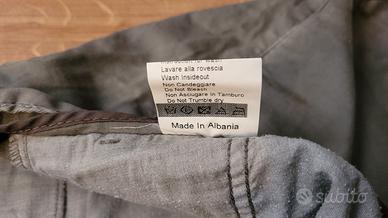 Lavare alla rovescia
Wash Insideout
Non Candeggiare
Do Not Bleach
Non Asciugare in Tamburo
Do Not Trumble dry
Made In Albania
subito